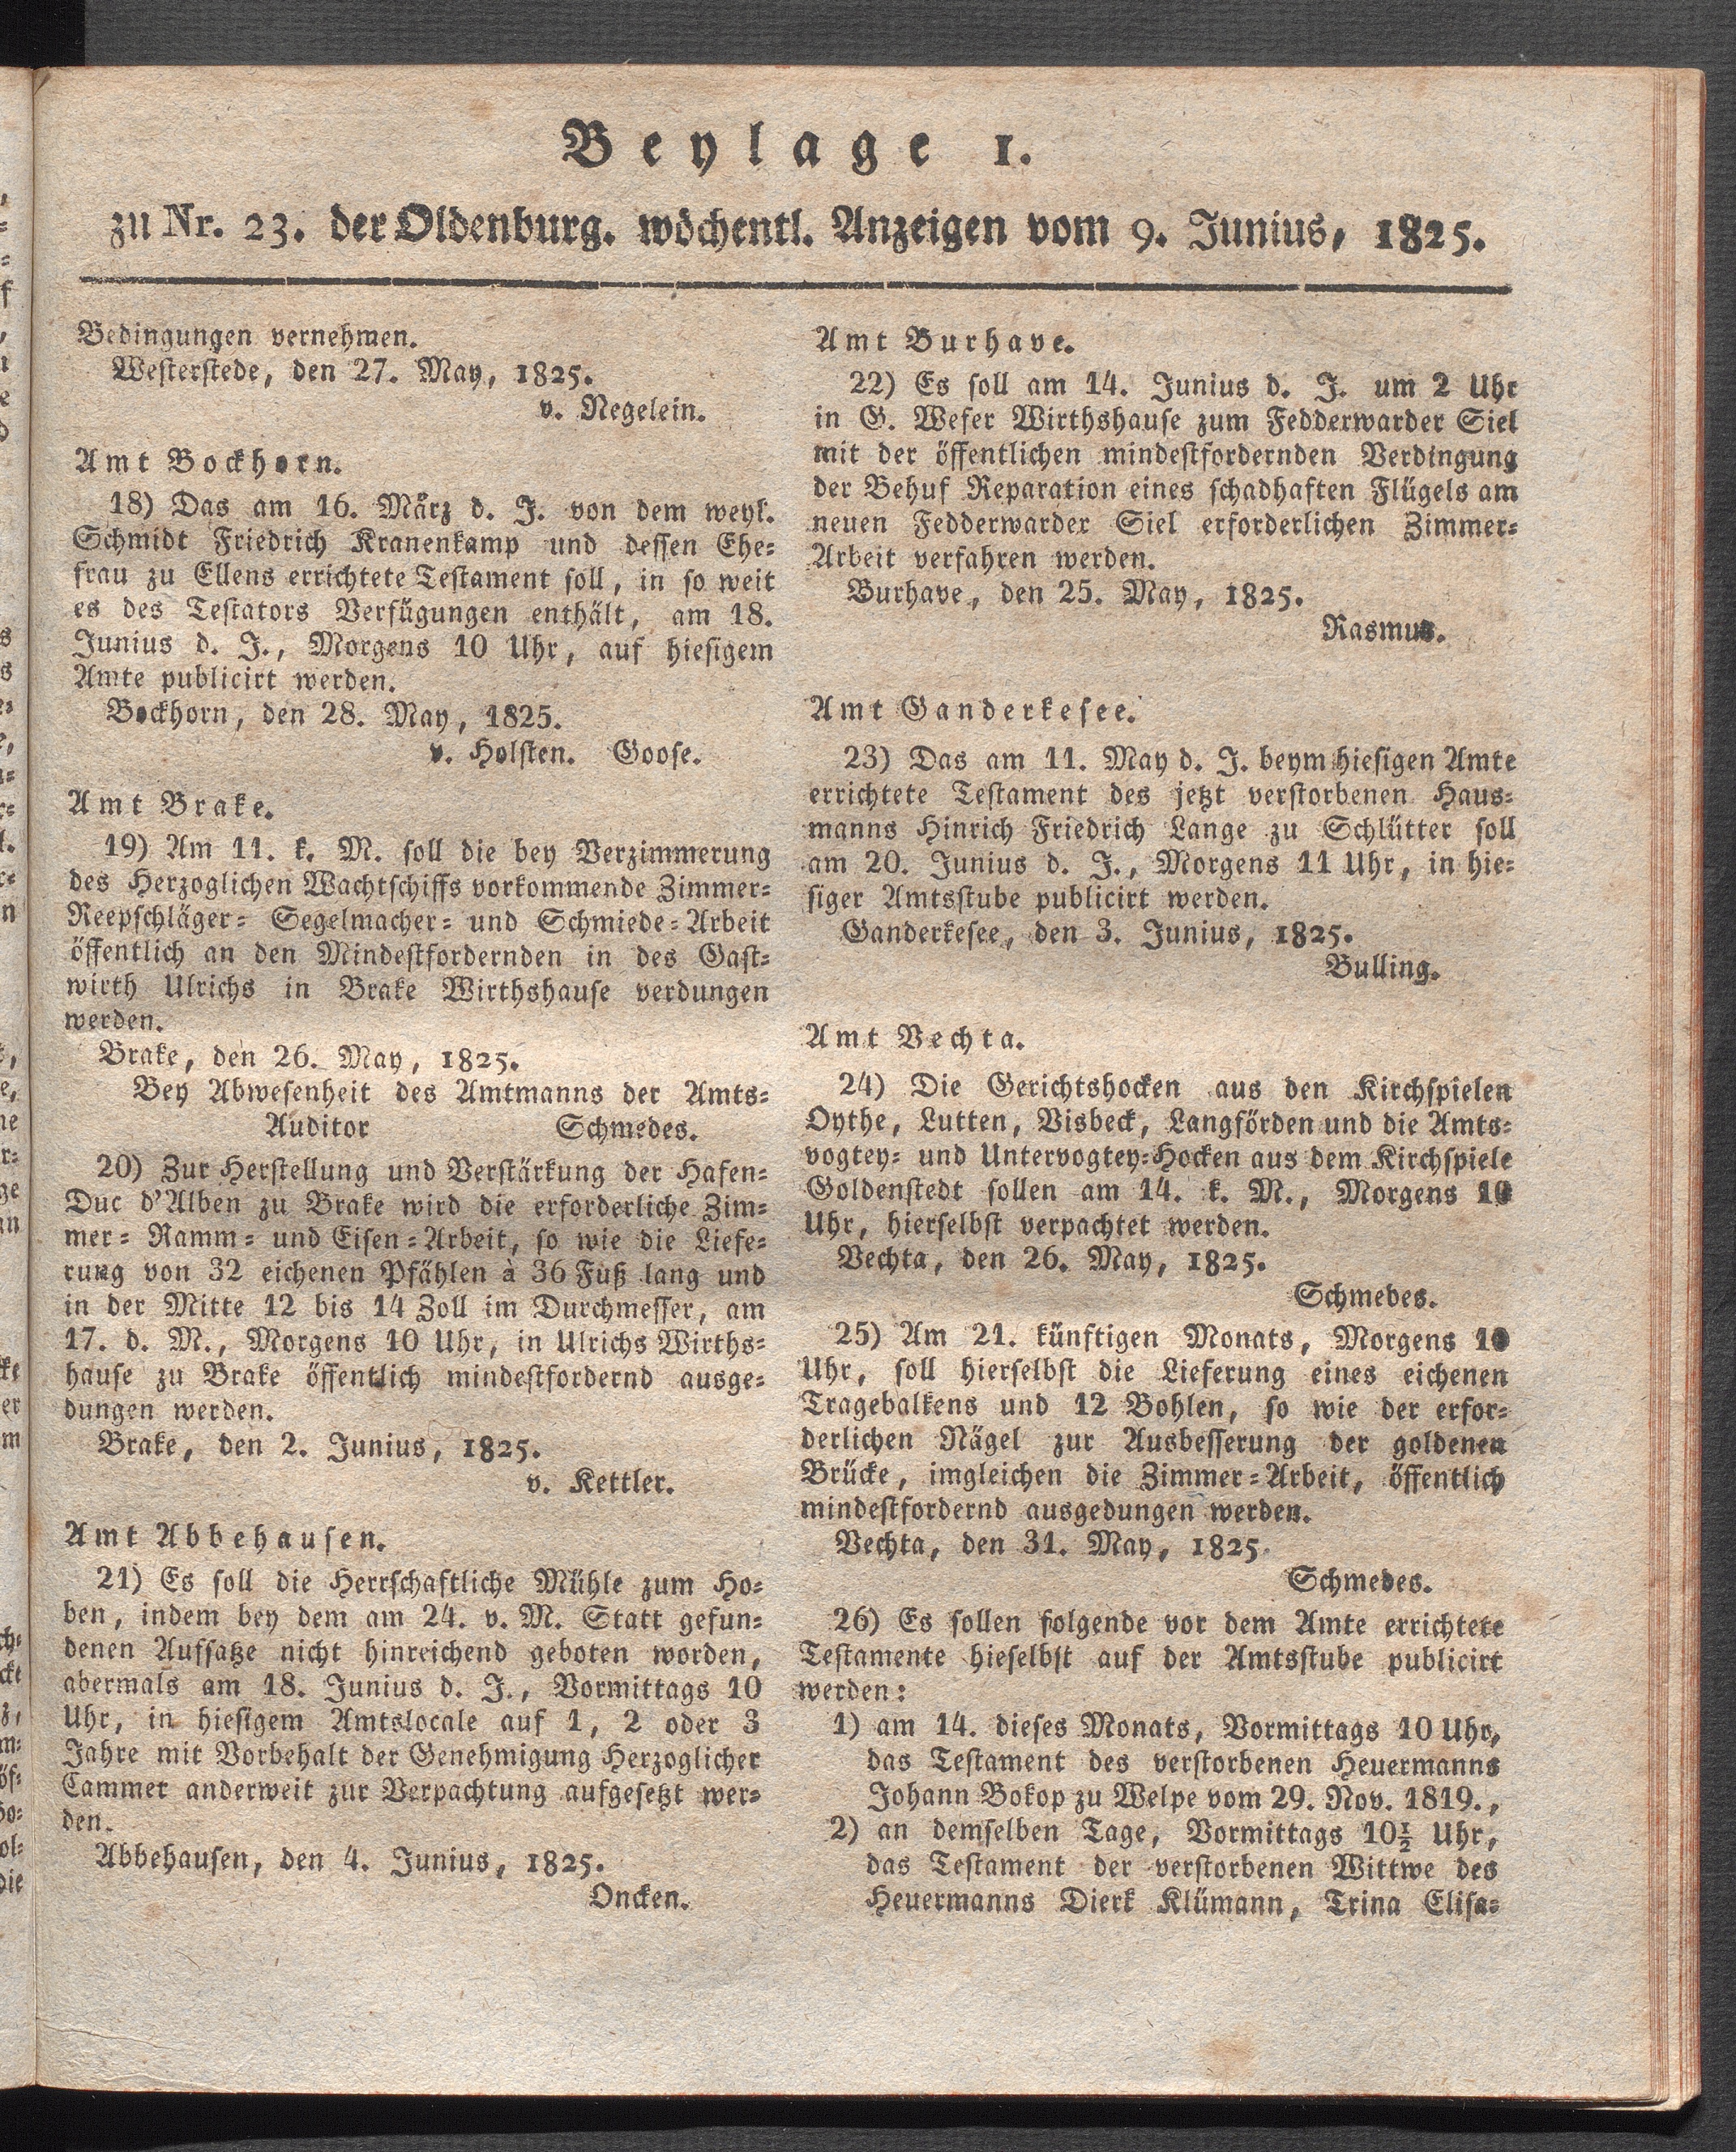 Beylage 1.
zu Nr. 23. der Oldenburg. wöchentl. Anzeigen vom 9. Junius, 1825.
Bedingungen vernehmen.
Westerstede, den 27. May, 1825.
v. Negelein.
Amt Bockhorn.
18) Das am 16. März d. J. von dem weyl.
Schmidt Friedrich Kranenkamp und dessen Ehe-
frau zu Ellens errichtete Testament soll, in so weit
es des Testators Verfügungen enthält, am 18.
Junius d. J., Morgens 10 Uhr, auf hiesigem
Amte publicirt werden.
Bockhorn, den 28. May, 1825.
v. Holsten. Goose.
Amt Brake.
19) Am 11. k. M. soll die bey Verzimmerung
des Herzoglichen Wachtschiffs vorkommende Zimmer-
Reepschläger- Segelmacher- und Schmiede-Arbeit
öffentlich an den Mindestfordernden in des Gast-
wirth Ulrichs in Brake Wirthshause verdungen
werden.
Brake, den 26. May, 1825.
Bey Abwesenheit des Amtmanns der Amts-
Auditor Schmedes.
20) Zur Herstellung und Verstärkung der Hafen-
Duc d'Alben zu Brake wird die erforderliche Zim-
mer- Ramm- und Eisen-Arbeit, so wie die Liefe-
rung von 32 eichenen Pfählen à 36 Fuß lang und
in der Mitte 12 bis 14 Zoll im Durchmesser, am
17. d. M., Morgens 10 Uhr, in Ulrichs Wirths-
hause zu Brake öffentlich mindestfordernd ausge-
dungen werden.
Brake, den 2. Junius, 1825.
v. Kettler.
Amt Abbehausen.
21) Es soll die Herrschaftliche Mühle zum Ho-
ben, indem bey dem am 24. v. M. Statt gefun-
denen Aufsatze nicht hinreichend geboten worden,
abermals am 18. Junius d. J., Vormittags 10
Uhr, in hiesigem Amtslocale auf 1, 2 oder 3
Jahre mit Vorbehalt der Genehmigung Herzoglicher
Cammer anderweit zur Verpachtung aufgesetzt wer-
den.
Abbehausen, den 4. Junius, 1825.
Oncken.
Amt Burhave.
22) Es soll am 14. Junius d. J. um 2 Uhr
in G. Wefer Wirthshause zum Fedderwarder Siel
mit der öffentlichen mindestfordernden Verdingung
der Behuf Reparation eines schadhaften Flügels am
neuen Fedderwarder Siel erforderlichen Zimmer-
Arbeit verfahren werden.
Burhave, den 25. May, 1825.
Rasmus.
Amt Ganderkesee.
23) Das am 11. May d. J. beym hiesigen Amte
errichtete Testament des jetzt verstorbenen Haus-
manns Hinrich Friedrich Lange zu Schlütter soll
am 20. Junius d. J., Morgens 11 Uhr, in hie-
siger Amtsstube publicirt werden.
Ganderkesee, den 3. Junius, 1825.
Bulling.
Amt Vechta.
24) Die Gerichtshocken aus den Kirchspielen
Oythe, Lutten, Visbeck, Langförden und die Amts-
vogtey- und Untervogtey-Hocken aus dem Kirchspiele
Goldenstedt sollen am 14. k. M., Morgens 10
Uhr, hierselbst verpachtet werden.
Vechta, den 26. May, 1825.
Schmedes.
25) Am 21. künftigen Monats, Morgens 10
Uhr, soll hierselbst die Lieferung eines eichenen
Tragebalkens und 12 Bohlen, so wie der erfor-
derlichen Nägel zur Ausbesserung der goldenen
Brücke, imgleichen die Zimmer-Arbeit, öffentlich
mindestfordernd ausgedungen werden.
Vechta, den 31. May, 1825.
Schmedes.
26) Es sollen folgende vor dem Amte errichtete
Testamente hieselbst auf der Amtsstube publicirt
werden:
1) am 14. dieses Monats, Vormittags 10 Uhr,
das Testament des verstorbenen Heuermanns
Johann Bokop zu Welpe vom 29. Nov. 1819.,
2) an demselben Tage, Vormittags 10½ Uhr,
das Testament der verstorbenen Wittwe des
Heuermanns Dierk Klümann, Trina Elisa-